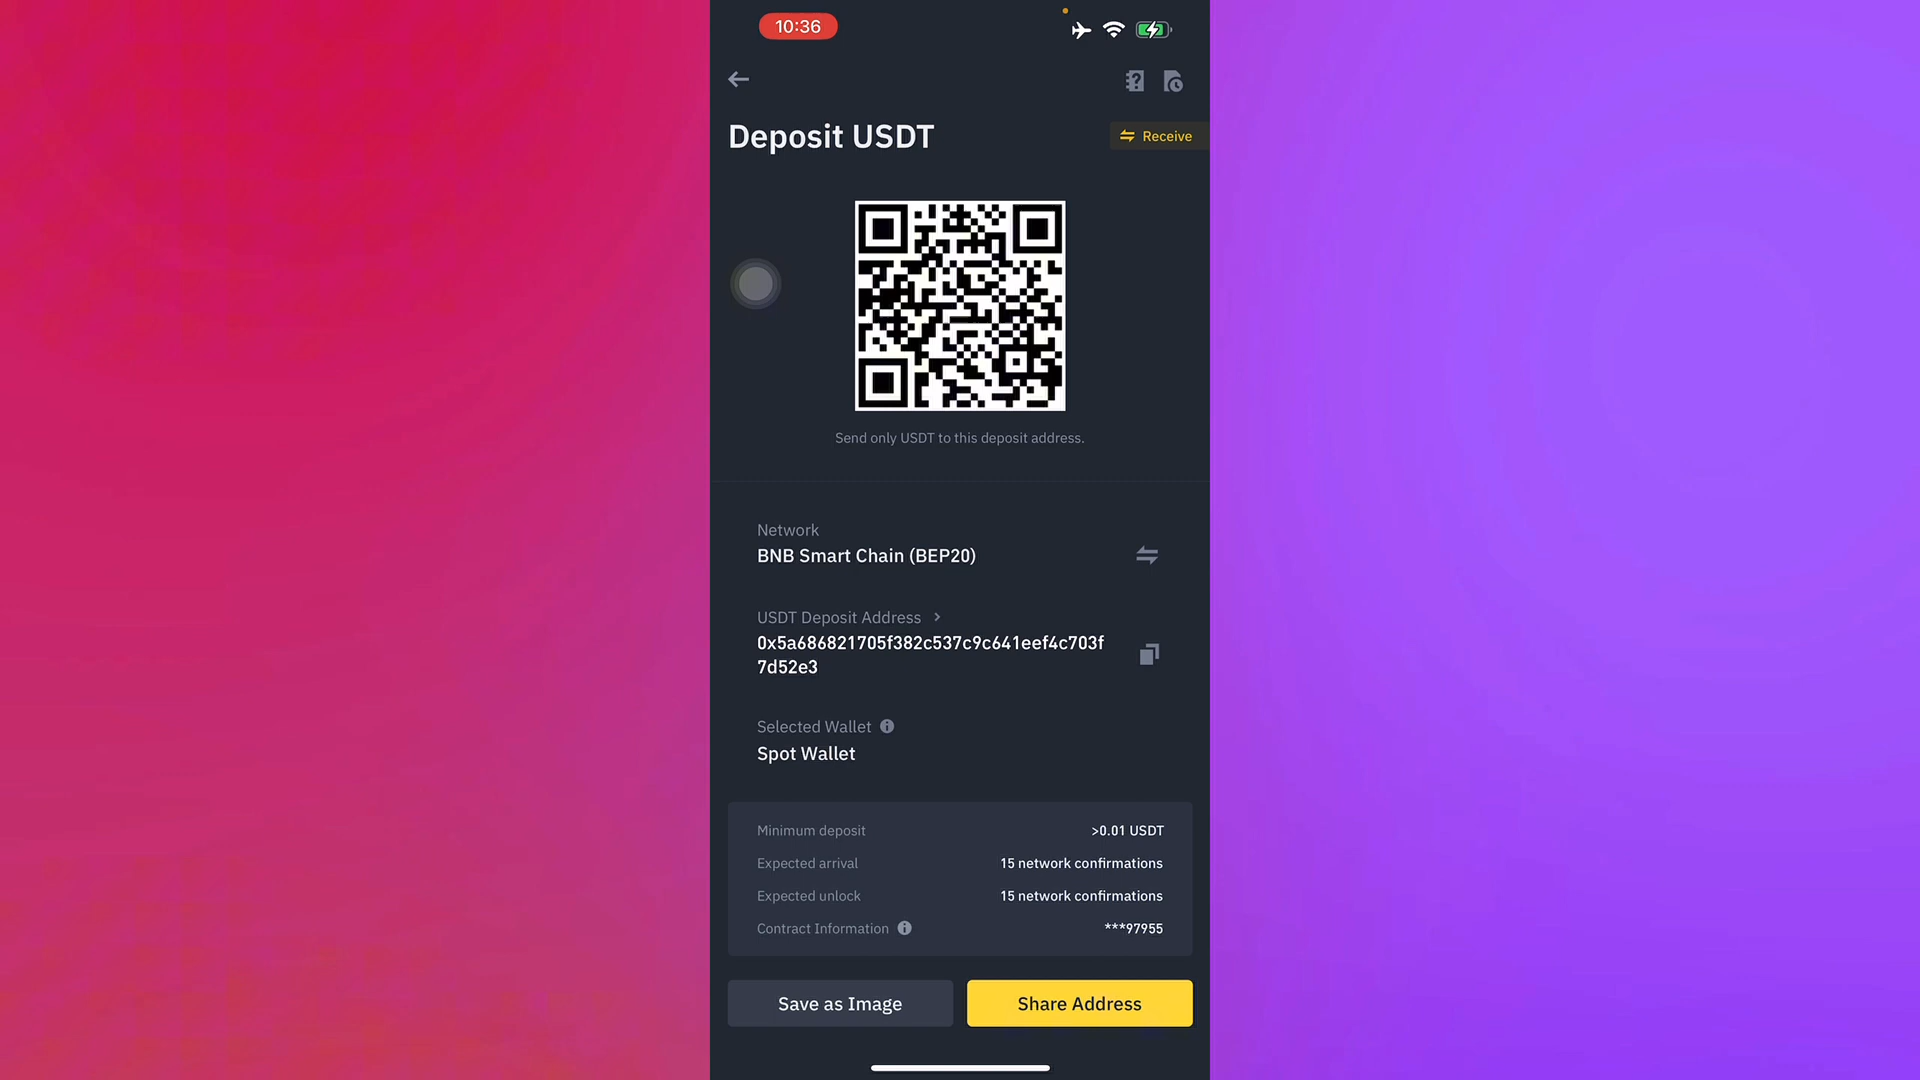 10:36
Deposit USDT
Receive
Send only USDT to this deposit address.
Network
BNB Smart Chain (BEP20)
USDT Deposit Address
0x5a686821705f382c537c9c641eef4c703f
7d52e3
Selected Wallet
Spot Wallet
Minimum deposit >0.01 USDT
Expected arrival 15 network confirmations
Expected unlock 15 network confirmations
Contract Information ***97955
Save as Image Share Address